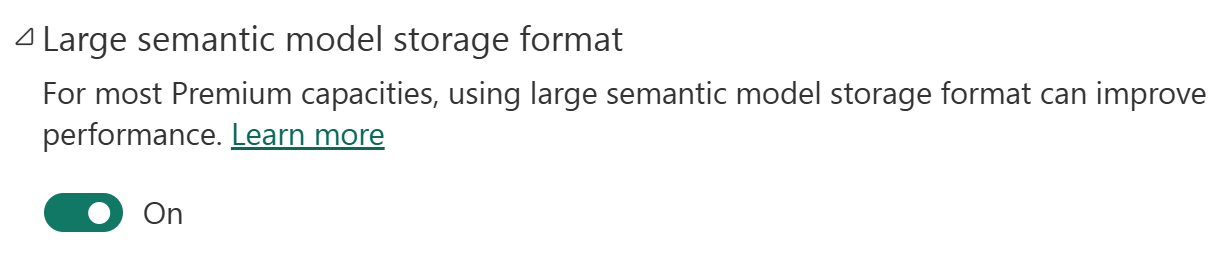 Large semantic model storage format
For most Premium capacities, using large semantic model storage format can improve
performance. Learn more
On